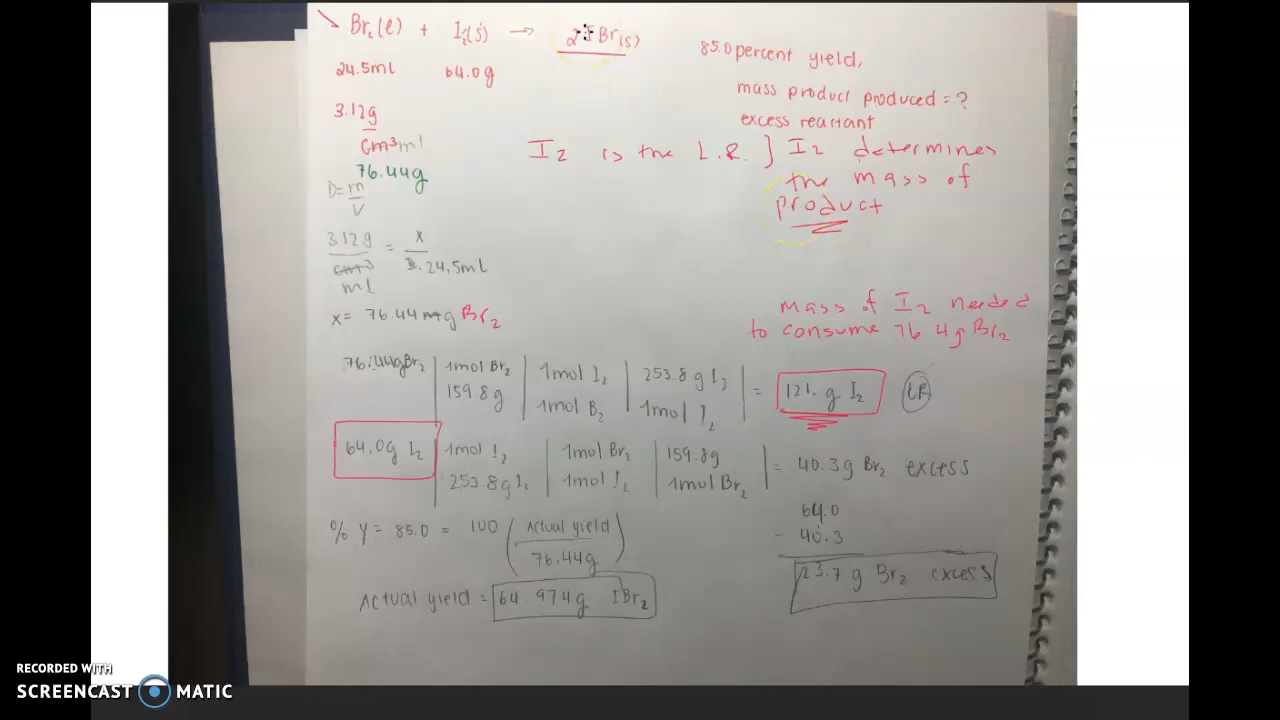 Br₂(l) + I₂(s) → 2IBr(s)
24.5ml 64.0g
3.12g
cm³ ml
76.44g
85.0 percent yield,
mass product produced = ?
excess reactant
I₂ is the L.R. } I₂ determines
the mass of
product
D = m
V
3.12g = x
cm³ 24.5ml
ml
x = 76.44 g Br₂
mass of I₂ needed
to consume 76.4g Br₂
76.44g Br₂ | 1mol Br₂ | 1mol I₂ | 253.8 g I₂ = 121. g I₂ LR
159.8g | 1mol B₂ | 1mol I₂
64.0g I₂ | 1mol I₂ | 1mol Br₂ | 159.8g = 40.3g Br₂ excess
253.8g I₂ | 1mol I₂ | 1mol Br₂
64.0
- 40.3
23.7 g Br₂ excess
% Y = 85.0 = 100 ( Actual yield )
76.44g
Actual yield = 64.974g IBr₂
RECORDED WITH
SCREENCAST MATIC